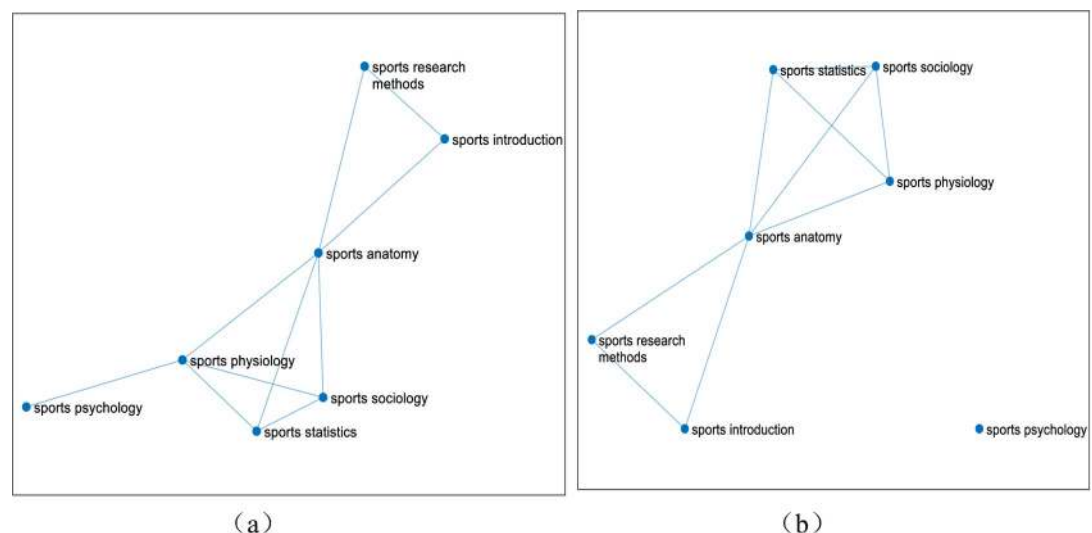 sports research
methods
sports introduction
sports anatomy
sports physiology
sports sociology
sports psychology
sports statistics
(a)
sports statistics
sports sociology
sports physiology
sports anatomy
sports research
methods
sports introduction
sports psychology
(b)